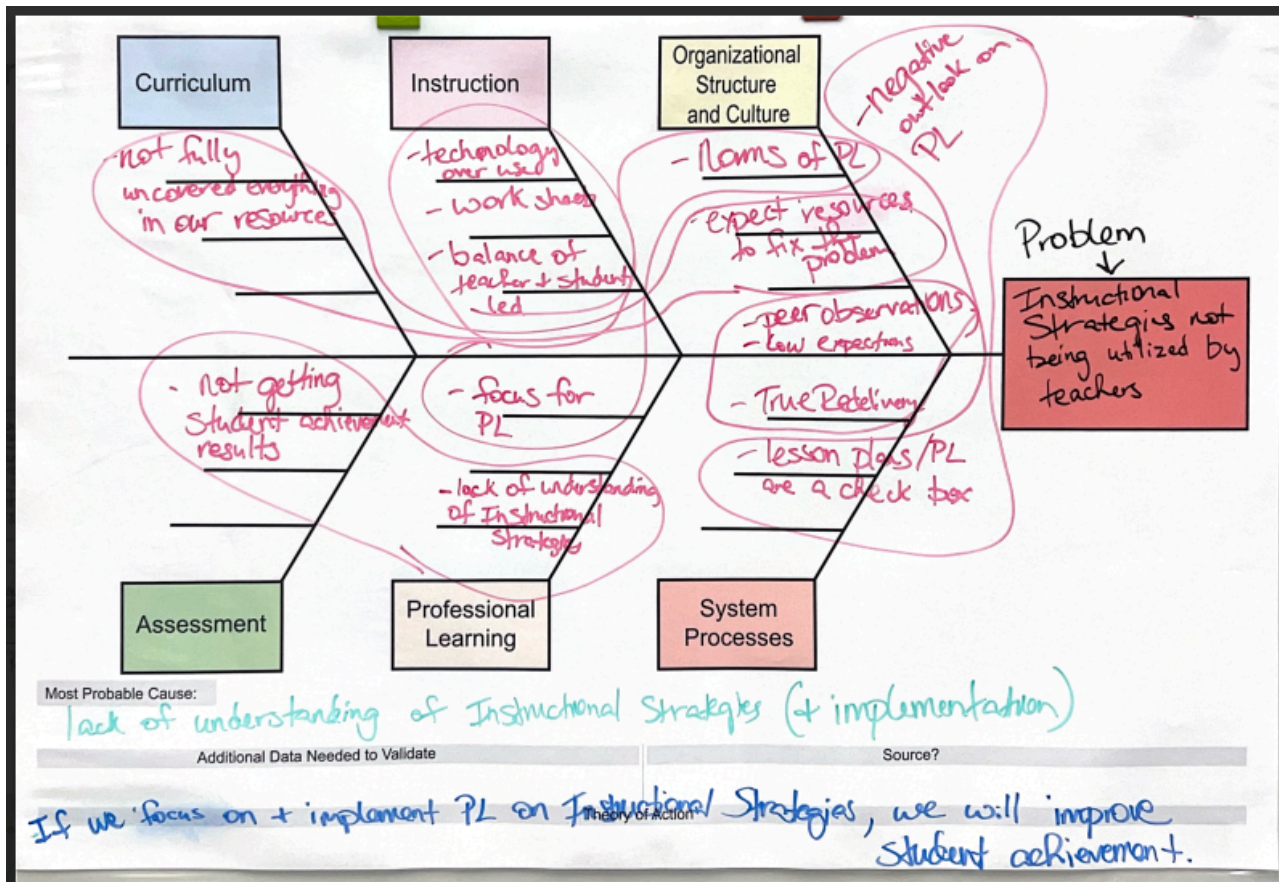 Curriculum
- not fully
uncovered everything
in our resources
Instruction
- technology
over used
- work sheets
- balance of
teacher + student
led
Organizational
Structure
and Culture
- negative
outlook on
PL
- Norms of PL
- expect resources
to fix the
problem
- peer observations
- low expectations
Problem
Instructional
Strategies not
being utilized by
teachers
- not getting
student achievement
results
Assessment
- focus for
PL
- lack of understanding
of Instructional
Strategies
Professional
Learning
- True Redelivery
- lesson plans/PL
are a check box
System
Processes
Most Probable Cause:
lack of understanding of Instructional Strategies (+ implementation)
Additional Data Needed to Validate
Source?
Theory of Action
If we focus on + implement PL on Instructional Strategies, we will improve
student achievement.